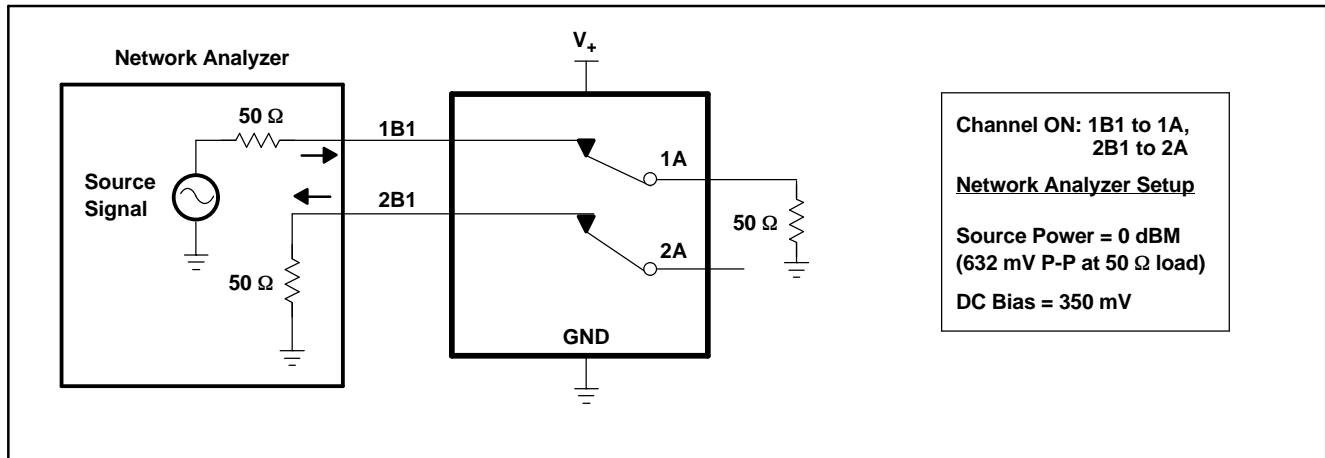 Network Analyzer
V+
50 Ω
1B1
Source
Signal
2B1
50 Ω
1A
50 Ω
2A
GND
Channel ON: 1B1 to 1A,
2B1 to 2A
Network Analyzer Setup
Source Power = 0 dBM
(632 mV P-P at 50 Ω load)
DC Bias = 350 mV